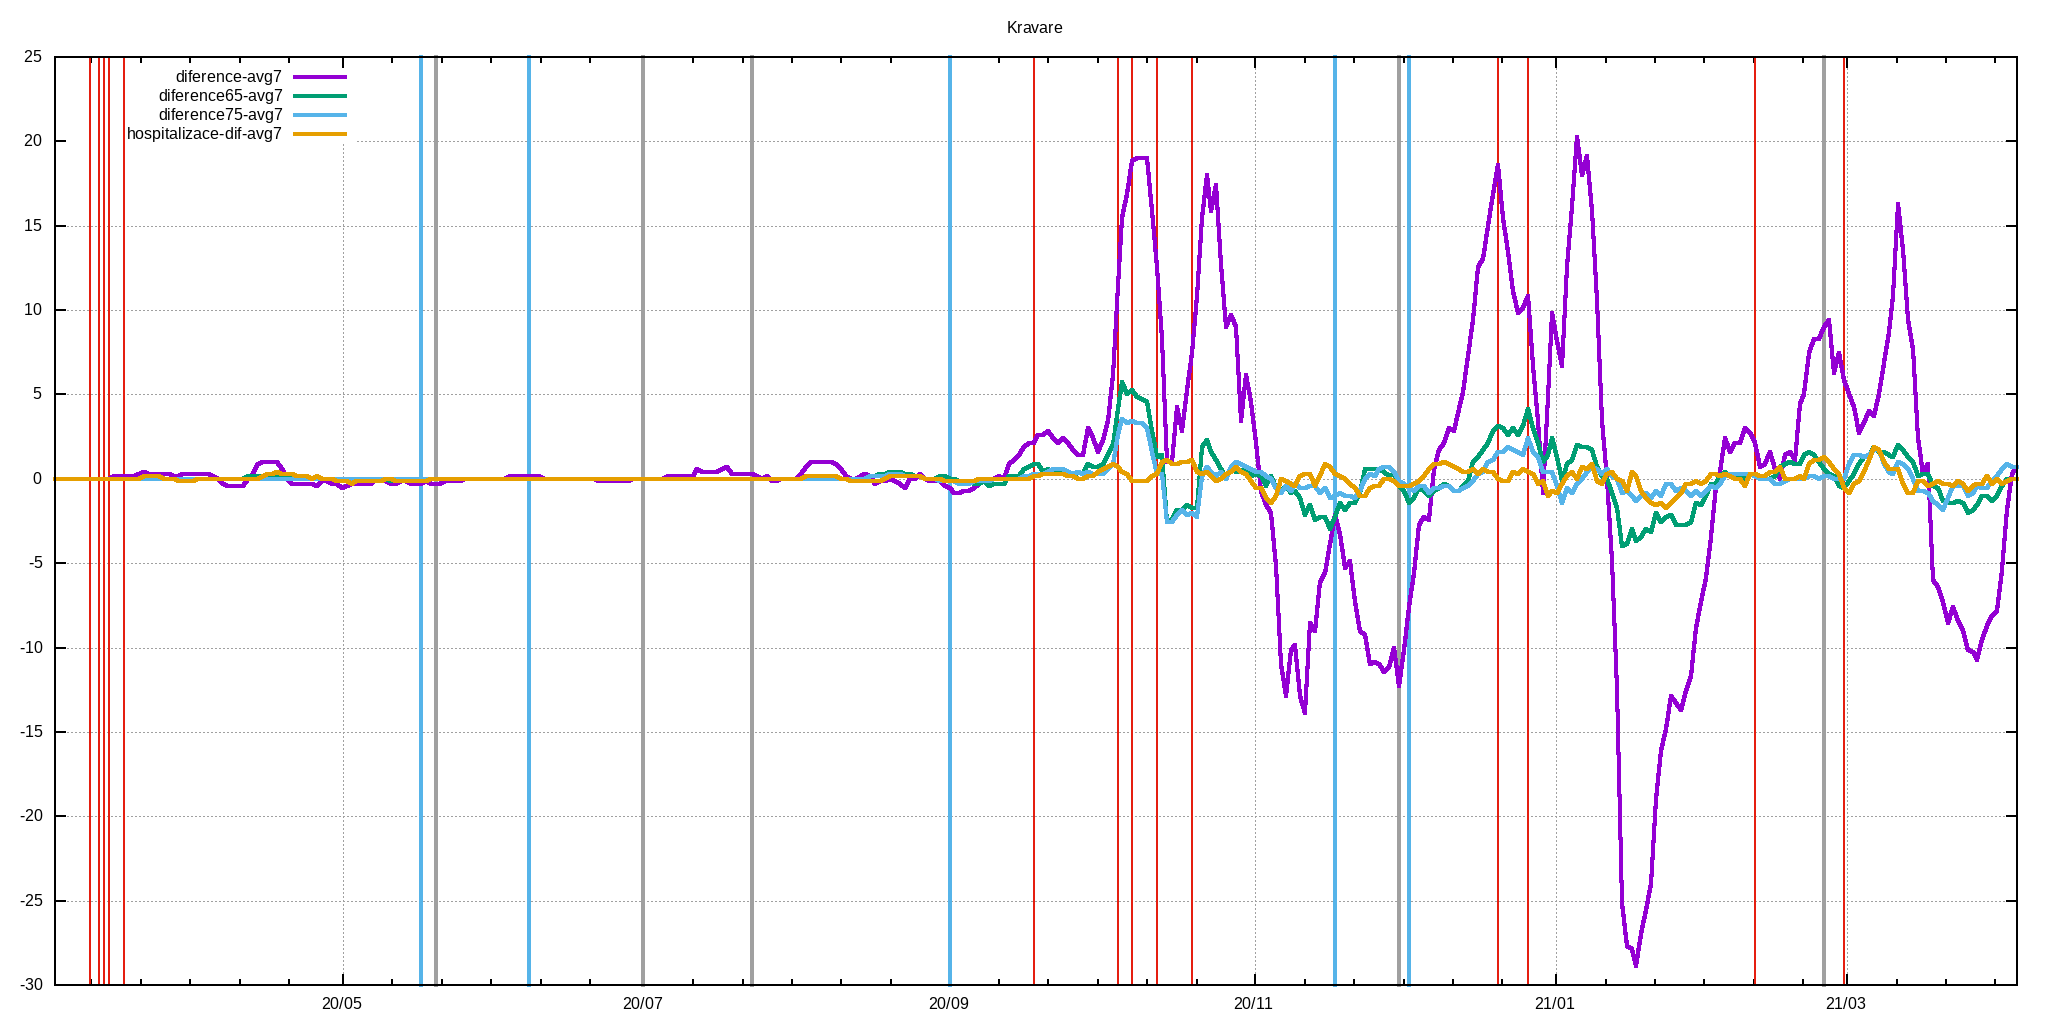 Kravare
25
diference-avg7
diference65-avg7
diference75-avg7
hospitalizace-dif-avg7
20
15
10
5
0
-5
-10
-15
-20
-25
-30
20/05 20/07 20/09 20/11 21/01 21/03